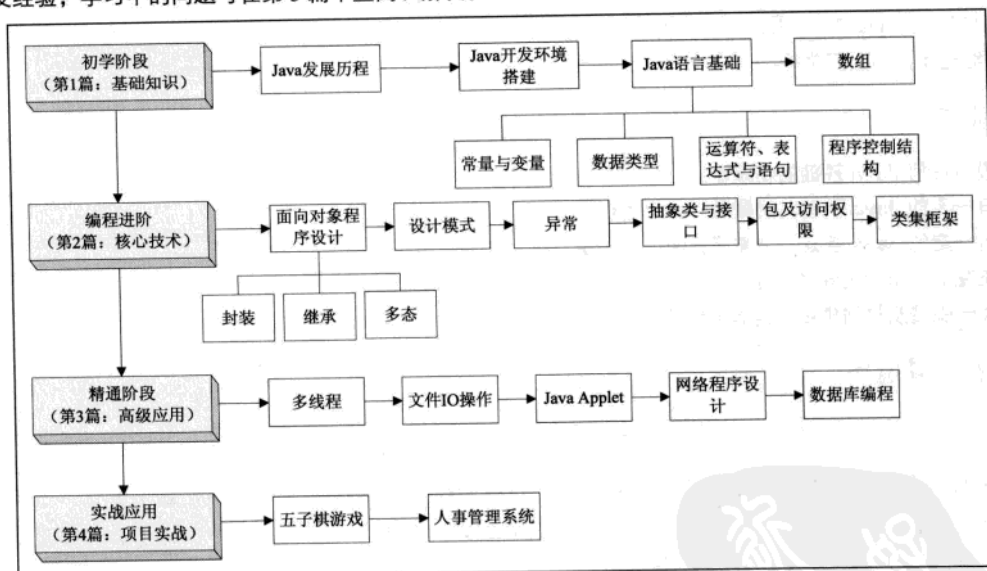 初学阶段
（第1篇：基础知识）
Java发展历程
Java开发环境
搭建
Java语言基础
数组
常量与变量
数据类型
运算符、表
达式与语句
程序控制结
构
编程进阶
（第2篇：核心技术）
面向对象程
序设计
设计模式
异常
抽象类与接
口
包及访问权
限
类集框架
封装
继承
多态
精通阶段
（第3篇：高级应用）
多线程
文件IO操作
Java Applet
网络程序设
计
数据库编程
实战应用
（第4篇：项目实战）
五子棋游戏
人事管理系统